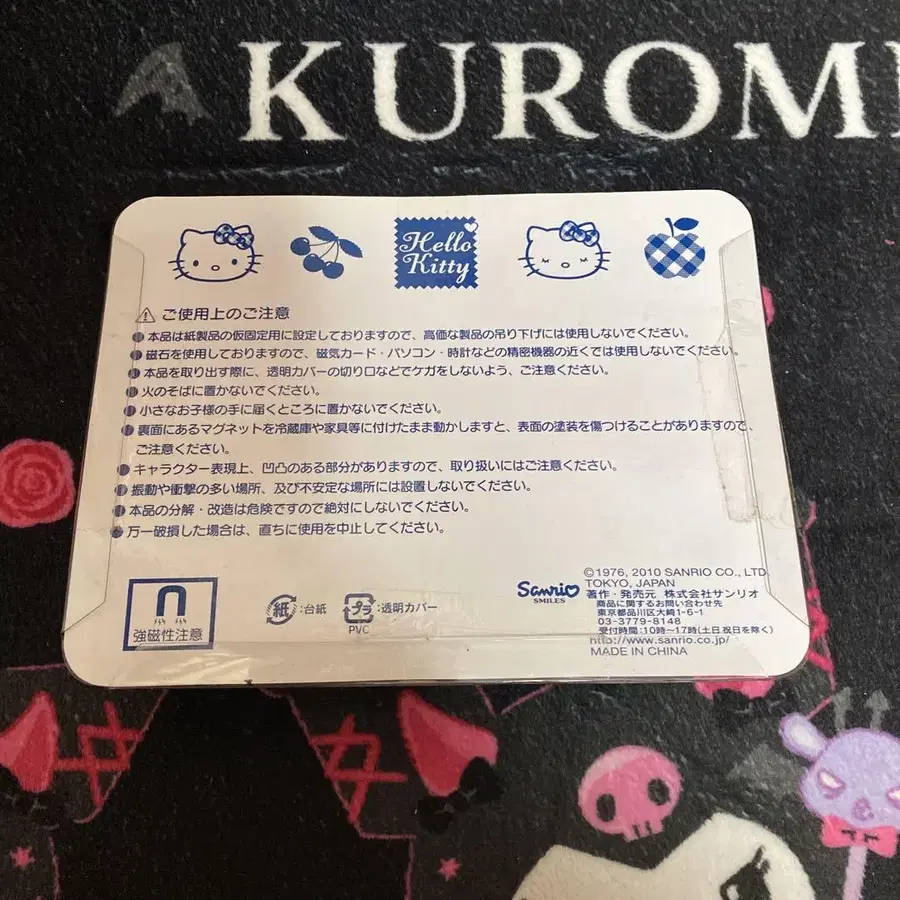 KUROMI
Hello
Kitty
ご使用上のご注意
●本品は紙製品の仮固定用に設定しておりますので、高価な製品の吊り下げには使用しないでください。
●磁石を使用しておりますので、磁気カード・パソコン・時計などの精密機器の近くでは使用しないでください。
●本品を取り出す際に、透明カバーの切り口などでケガをしないよう、ご注意ください。
●火のそばに置かないでください。
●小さなお子様の手に届くところに置かないでください。
●裏面にあるマグネットを冷蔵庫や家具等に付けたまま動かしますと、表面の塗装を傷つけることがありますので、
ご注意ください。
●キャラクター表現上、凹凸のある部分がありますので、取り扱いにはご注意ください。
●振動や衝撃の多い場所、及び不安定な場所には設置しないでください。
●本品の分解・改造は危険ですので絶対にしないでください。
●万一破損した場合は、直ちに使用を中止してください。
強磁性注意
紙:台紙
プラ:透明カバー
PVC
Sanrio
SMILES
©1976, 2010 SANRIO CO., LTD.
TOKYO, JAPAN
著作・発売元 株式会社サンリオ
商品に関するお問い合わせ先
東京都品川区大崎1-6-1
03-3779-8148
受付時間:10時〜17時(土日祝日を除く)
http://www.sanrio.co.jp/
MADE IN CHINA